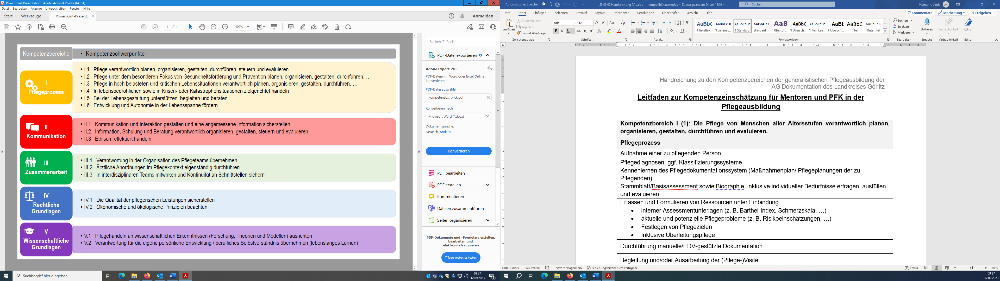 PowerPoint-Präsentation - Adobe Acrobat Reader (64-bit)
Datei Bearbeiten Anzeige Unterschreiben Fenster Hilfe
Start Werkzeuge PowerPoint-Präsent... × Anmelden
1 / 1 100%
Kompetenzbereiche • Kompetenzschwerpunkte
I
Pflegeprozess
• I.1 Pflege verantwortlich planen, organisieren, gestalten, durchführen, steuern und evaluieren
• I.2 Pflege unter dem besonderen Fokus von Gesundheitsförderung und Prävention planen, organisieren, gestalten, durchführen, …
• I.3 Pflege in hoch belasteten und kritischen Lebenssituationen verantwortlich planen, organisieren, gestalten, durchführen, …
• I.4 In lebensbedrohlichen sowie in Krisen- oder Katastrophensituationen zielgerichtet handeln
• I.5 Bei der Lebensgestaltung unterstützen, begleiten und beraten
• I.6 Entwicklung und Autonomie in der Lebensspanne fördern
II
Kommunikation
• II.1 Kommunikation und Interaktion gestalten und eine angemessene Information sicherstellen
• II.2 Information, Schulung und Beratung verantwortlich organisieren, gestalten, steuern und evaluieren
• II.3 Ethisch reflektiert handeln
III
Zusammenarbeit
• III.1 Verantwortung in der Organisation des Pflegeteams übernehmen
• III.2 Ärztliche Anordnungen im Pflegekontext eigenständig durchführen
• III.3 In interdisziplinären Teams mitwirken und Kontinuität an Schnittstellen sichern
IV
Rechtliche
Grundlagen
• IV.1 Die Qualität der pflegerischen Leistungen sicherstellen
• IV.2 Ökonomische und ökologische Prinzipien beachten
V
Wissenschaftliche
Grundlagen
• V.1 Pflegehandeln an wissenschaftlichen Erkenntnissen (Forschung, Theorien und Modellen) ausrichten
• V.2 Verantwortung für die eigene persönliche Entwicklung / berufliches Selbstverständnis übernehmen (lebenslanges Lernen)
Suchen 'Fußzeile'
PDF-Datei exportieren
Adobe Export PDF
PDF-Dateien in Word oder Excel Online
konvertieren
PDF-Datei auswählen
Kompetenzb...rblick.pdf
Konvertieren nach
Microsoft Word (*.docx)
Dokumentsprache:
Deutsch Ändern
Konvertieren
PDF bearbeiten
PDF erstellen
Kommentieren
Dateien zusammenführen
Seiten organisieren
PDF-Dokumente und -Formulare erstellen,
bearbeiten und
elektronisch signieren
7 Tage kostenlos testen
Suchbegriff hier eingeben
09:37
12.09.2023
Automatisches Speichern 23 09 05 Handreichung PAL.doc - Kompatibilitätsmodus • Zuletzt geändert: Di um 15:10 Suchen Hamann, Linda
Datei Start Einfügen Zeichnen Entwurf Layout Referenzen Sendungen Überprüfen Ansicht Hilfe Kommentare Bearbeitung Freigeben
Einfügen
Ausschneiden
Kopieren
Format übertragen
Zwischenablage
Arial 12
F K U
Schriftart
Absatz
AaBbC AaBbCcDc AaBbCcDc AaBbCcI AaB AaBbC AaBbCcDc AaBb AaBbC AaBbCcD
¶ Inhaltsv... ¶ Listenab... ¶ Standard Standard... ¶ Übersch... ¶ Übersch... ¶ Kein Lee... ¶ Übersch... Titel Untertitel
Formatvorlagen
Suchen
Ersetzen
Markieren
Bearbeiten
Diktieren
Sprache
Vertraulichkeit
Vertraulichkeit
Editor
Editor
Handreichung zu den Kompetenzbereichen der generalistischen Pflegeausbildung der
AG Dokumentation des Landkreises Görlitz
Leitfaden zur Kompetenzeinschätzung für Mentoren und PFK in der
Pflegeausbildung
Kompetenzbereich I (1): Die Pflege von Menschen aller Altersstufen verantwortlich planen,
organisieren, gestalten, durchführen und evaluieren.
Pflegeprozess
Aufnahme einer zu pflegenden Person
Pflegediagnosen, ggf. Klassifizierungssysteme
Kennenlernen des Pflegedokumentationssystem (Maßnahmenplan/ Pflegeplanungen der zu
Pflegenden)
Stammblatt/Basisassessment sowie Biographie, inklusive individueller Bedürfnisse erfragen, ausfüllen
und evaluieren
Erfassen und Formulieren von Ressourcen unter Einbindung
• interner Assessmentunterlagen (z. B. Barthel-Index, Schmerzskala, …)
• aktuelle und potenzielle Pflegeprobleme (z. B. Risikoeinschätzungen, …)
• Festlegen von Pflegezielen
• Inklusive Überleitungspflege
Durchführung manuelle/EDV-gestützte Dokumentation
Begleitung und/oder Ausarbeitung der (Pflege-)Visite
Seite 1 von 9 1422 Wörter Textvorhersagen: ein Bedienungshilfen: nicht verfügbar Fokus 170 %
09:37
12.09.2023